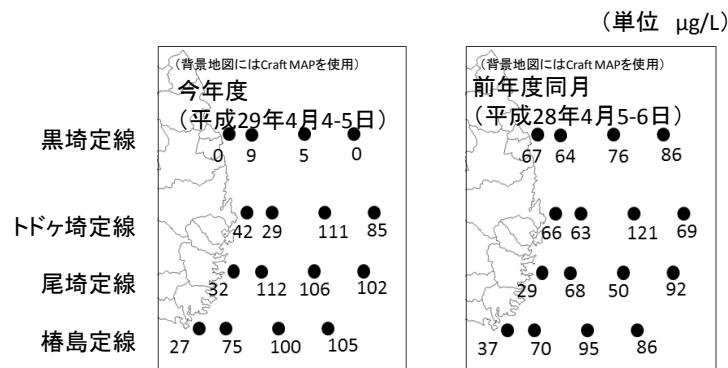 (単位 μg/L)
(背景地図にはCraft MAPを使用)
今年度
(平成29年4月4-5日)
(背景地図にはCraft MAPを使用)
前年度同月
(平成28年4月5-6日)
黒埼定線
0 9 5 0
67 64 76 86
トドヶ埼定線
42 29 111 85
66 63 121 69
尾埼定線
32 112 106 102
29 68 50 92
椿島定線
27 75 100 105
37 70 95 86